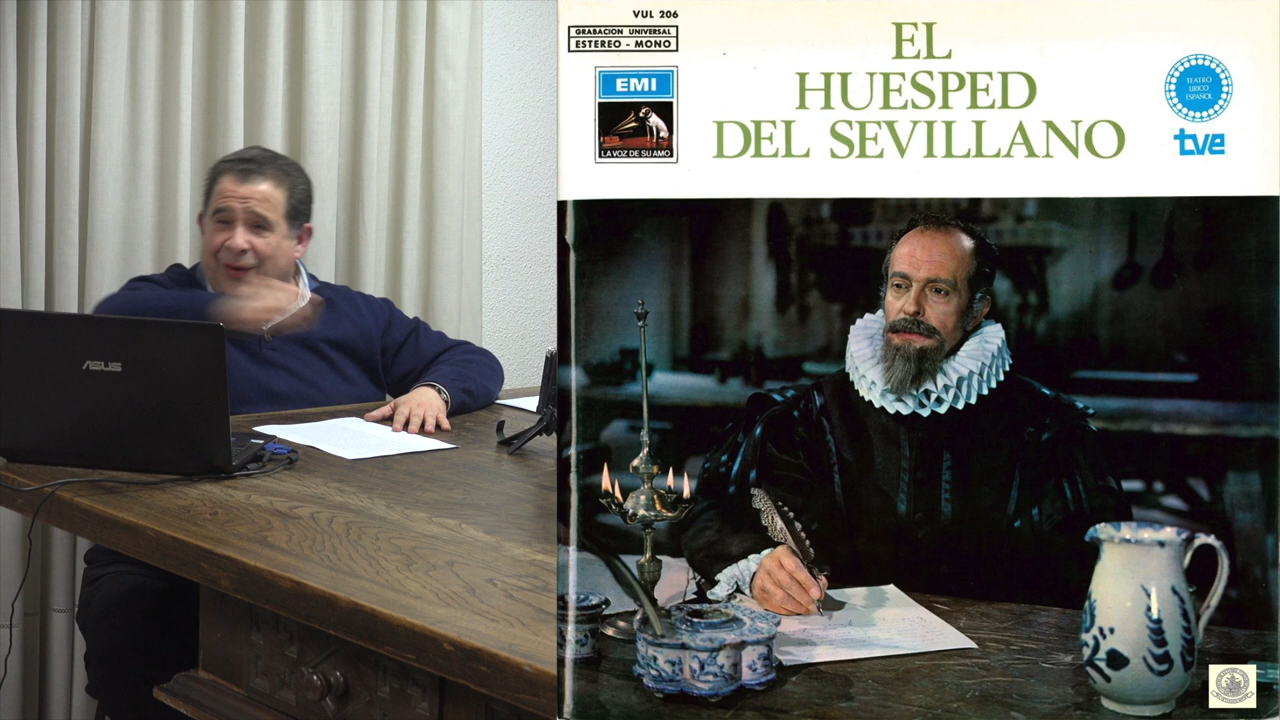 ASUS
VUL 206
GRABACION UNIVERSAL
ESTEREO - MONO
EMI
LA VOZ DE SU AMO
EL
HUESPED
DEL SEVILLANO
TEATRO
LIRICO
ESPAÑOL
tve